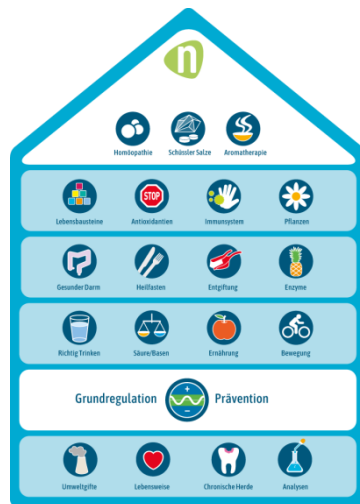 n
Homöopathie Schüssler Salze Aromatherapie
STOP
Lebensbausteine Antioxidantien Immunsystem Pflanzen
Gesunder Darm Heilfasten Entgiftung Enzyme
Richtig Trinken Säure/Basen Ernährung Bewegung
Grundregulation + - Prävention
Umweltgifte Lebensweise Chronische Herde Analysen